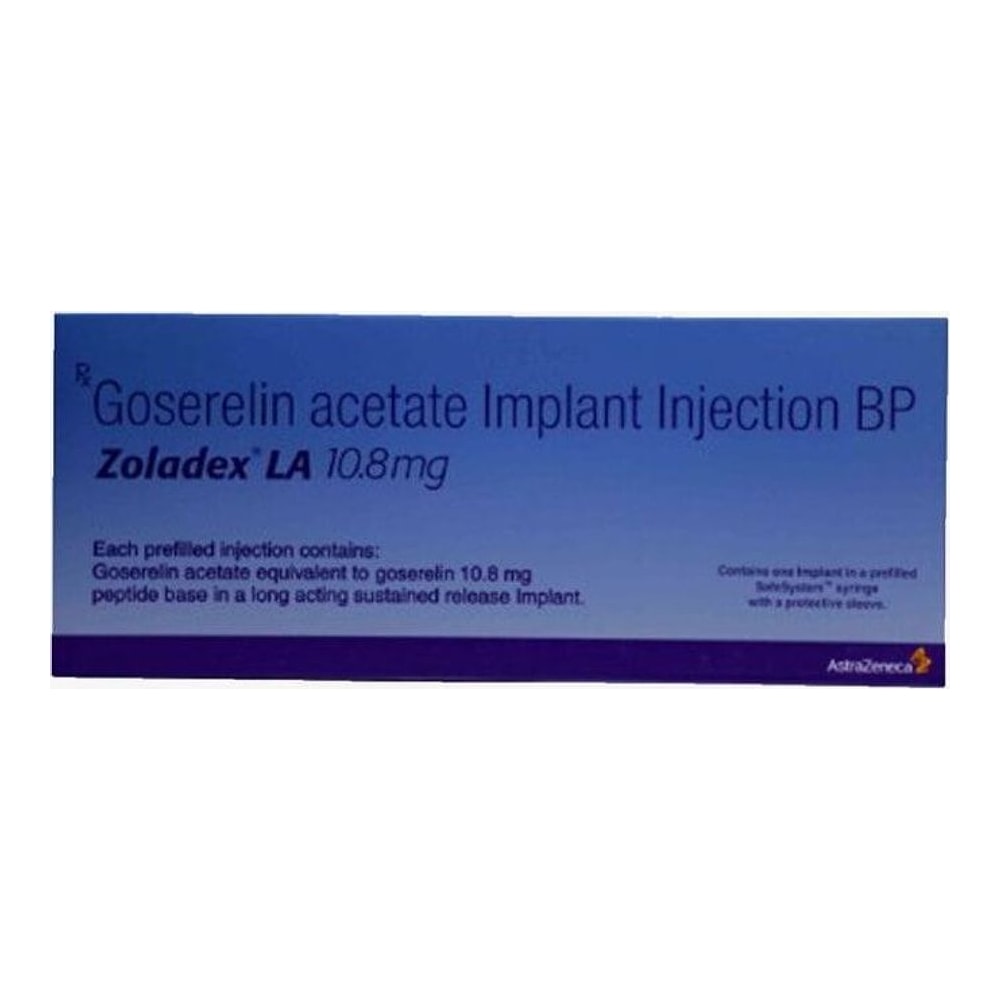 Rx
Goserelin acetate Implant Injection BP
Zoladex® LA 10.8mg
Each prefilled injection contains:
Goserelin acetate equivalent to goserelin 10.8 mg
peptide base in a long acting sustained release Implant.
Contains one Implant in a prefilled
SafeSystem™ syringe
with a protective sleeve.
AstraZeneca